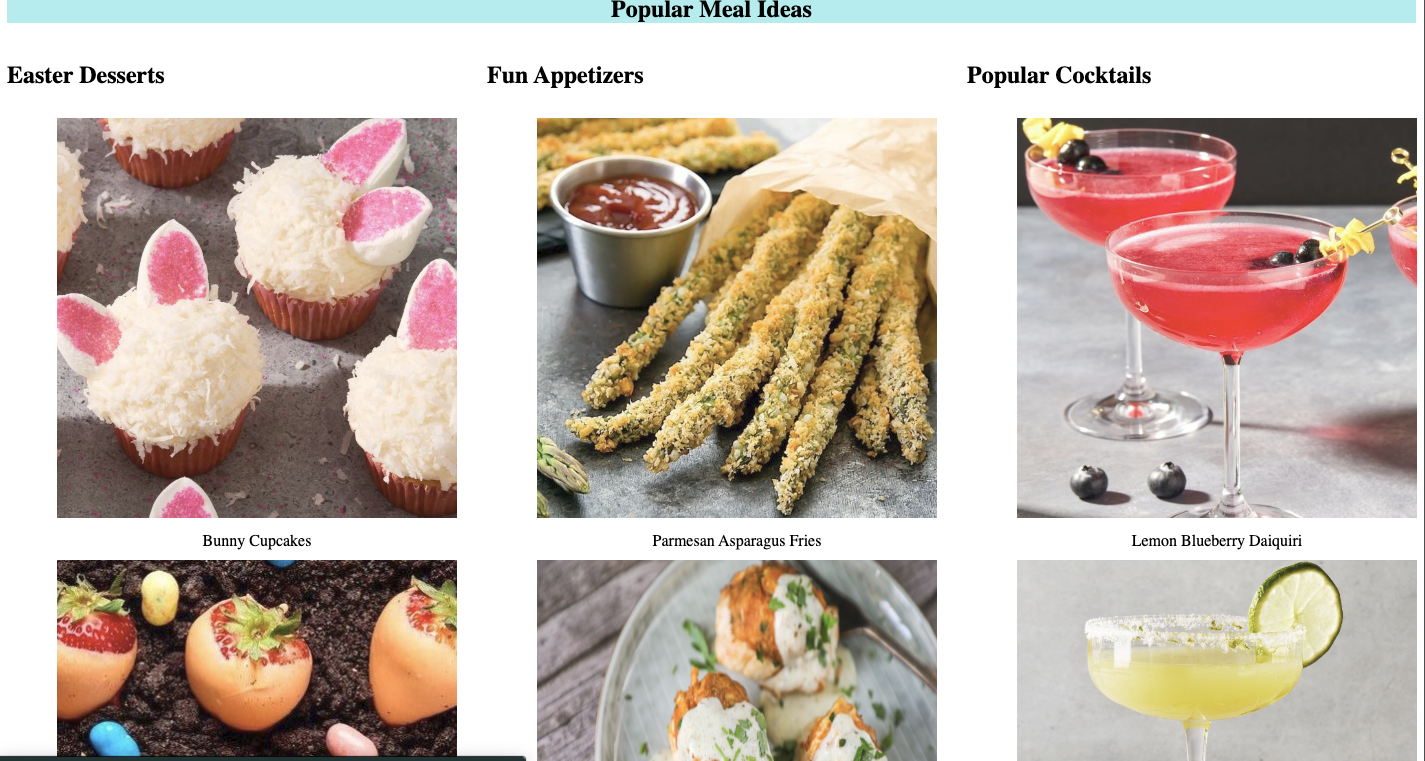 Popular Meal Ideas
Easter Desserts
Fun Appetizers
Popular Cocktails
Bunny Cupcakes
Parmesan Asparagus Fries
Lemon Blueberry Daiquiri